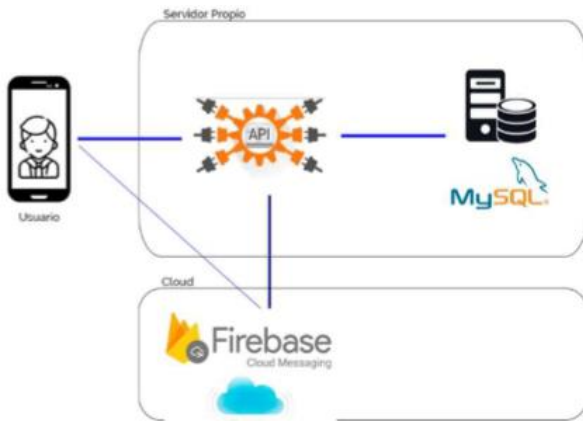 Servidor Propio
API
MySQL®
Usuario
Cloud
Firebase
Cloud Messaging